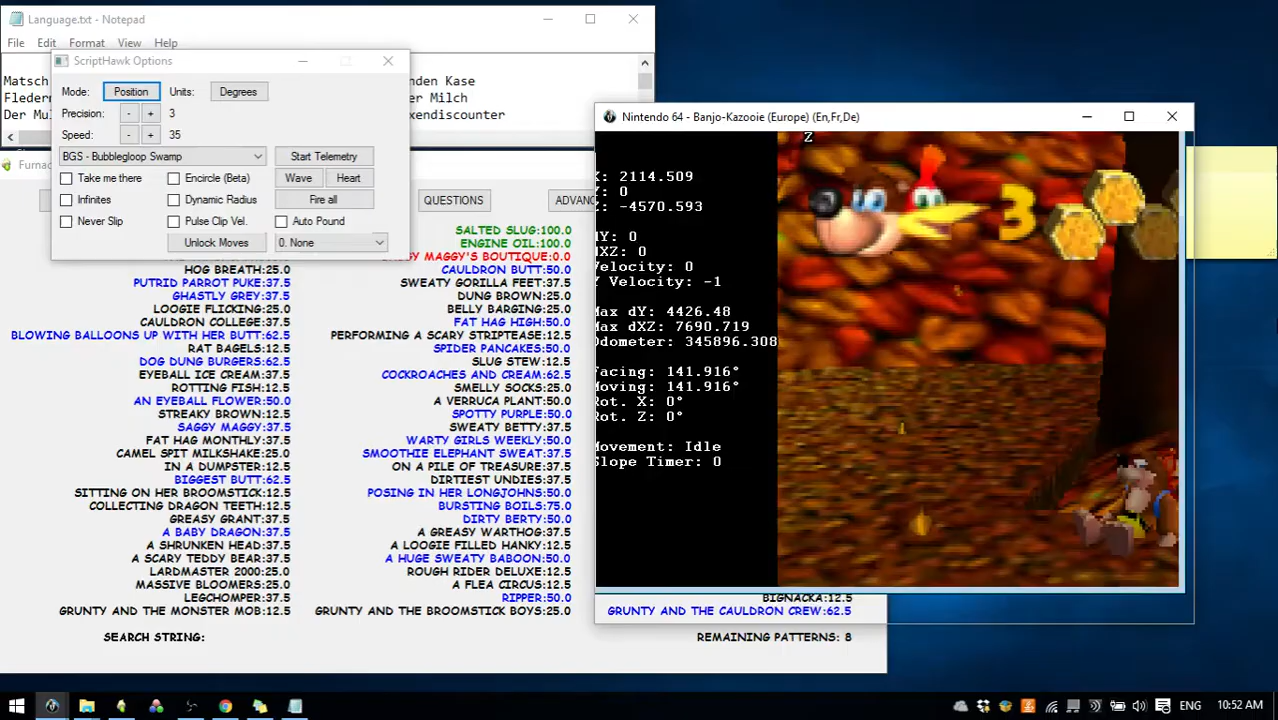 Language.txt - Notepad
File Edit Format View Help
Matsch
Flederm
Der Mul
nden Kase
er Milch
xendiscounter
ScriptHawk Options
Mode: Position Units: Degrees
Precision: - + 3
Speed: - + 35
BGS - Bubblegloop Swamp Start Telemetry
Take me there Encircle (Beta) Wave Heart
Infinites Dynamic Radius Fire all
Never Slip Pulse Clip Vel. Auto Pound
Unlock Moves 0. None
Furnac
QUESTIONS
ADVANC
SALTED SLUG:100.0
ENGINE OIL:100.0
MAGGY'S BOUTIQUE:0.0
HOG BREATH:25.0
PUTRID PARROT PUKE:37.5
GHASTLY GREY:37.5
LOOGIE FLICKING:25.0
CAULDRON COLLEGE:37.5
BLOWING BALLOONS UP WITH HER BUTT:62.5
RAT BAGELS:12.5
DOG DUNG BURGERS:62.5
EYEBALL ICE CREAM:37.5
ROTTING FISH:12.5
AN EYEBALL FLOWER:50.0
STREAKY BROWN:12.5
SAGGY MAGGY:37.5
FAT HAG MONTHLY:37.5
CAMEL SPIT MILKSHAKE:25.0
IN A DUMPSTER:12.5
BIGGEST BUTT:62.5
SITTING ON HER BROOMSTICK:12.5
COLLECTING DRAGON TEETH:12.5
GREASY GRANT:37.5
A BABY DRAGON:37.5
A SHRUNKEN HEAD:37.5
A SCARY TEDDY BEAR:37.5
LARDMASTER 2000:25.0
MASSIVE BLOOMERS:25.0
LEGCHOMPER:37.5
GRUNTY AND THE MONSTER MOB:12.5
CAULDRON BUTT:50.0
SWEATY GORILLA FEET:37.5
DUNG BROWN:25.0
BELLY BARGING:25.0
FAT HAG HIGH:50.0
PERFORMING A SCARY STRIPTEASE:12.5
SPIDER PANCAKES:50.0
SLUG STEW:12.5
COCKROACHES AND CREAM:62.5
SMELLY SOCKS:25.0
A VERRUCA PLANT:50.0
SPOTTY PURPLE:50.0
SWEATY BETTY:37.5
WARTY GIRLS WEEKLY:50.0
SMOOTHIE ELEPHANT SWEAT:37.5
ON A PILE OF TREASURE:37.5
DIRTIEST UNDIES:37.5
POSING IN HER LONGJOHNS:50.0
BURSTING BOILS:75.0
DIRTY BERTY:50.0
A GREASY WARTHOG:37.5
A LOOGIE FILLED HANKY:12.5
A HUGE SWEATY BABOON:50.0
ROUGH RIDER DELUXE:12.5
A FLEA CIRCUS:12.5
RIPPER:50.0
GRUNTY AND THE BROOMSTICK BOYS:25.0
BIGNACKA:12.5
GRUNTY AND THE CAULDRON CREW:62.5
SEARCH STRING:
REMAINING PATTERNS: 8
Nintendo 64 - Banjo-Kazooie (Europe) (En,Fr,De)
Z
X: 2114.509
Y: 0
Z: -4570.593
dY: 0
dXZ: 0
Velocity: 0
Y Velocity: -1
Max dY: 4426.48
Max dXZ: 7690.719
Odometer: 345896.308
Facing: 141.916°
Moving: 141.916°
Rot. X: 0°
Rot. Z: 0°
Movement: Idle
Slope Timer: 0
3
ENG 10:52 AM